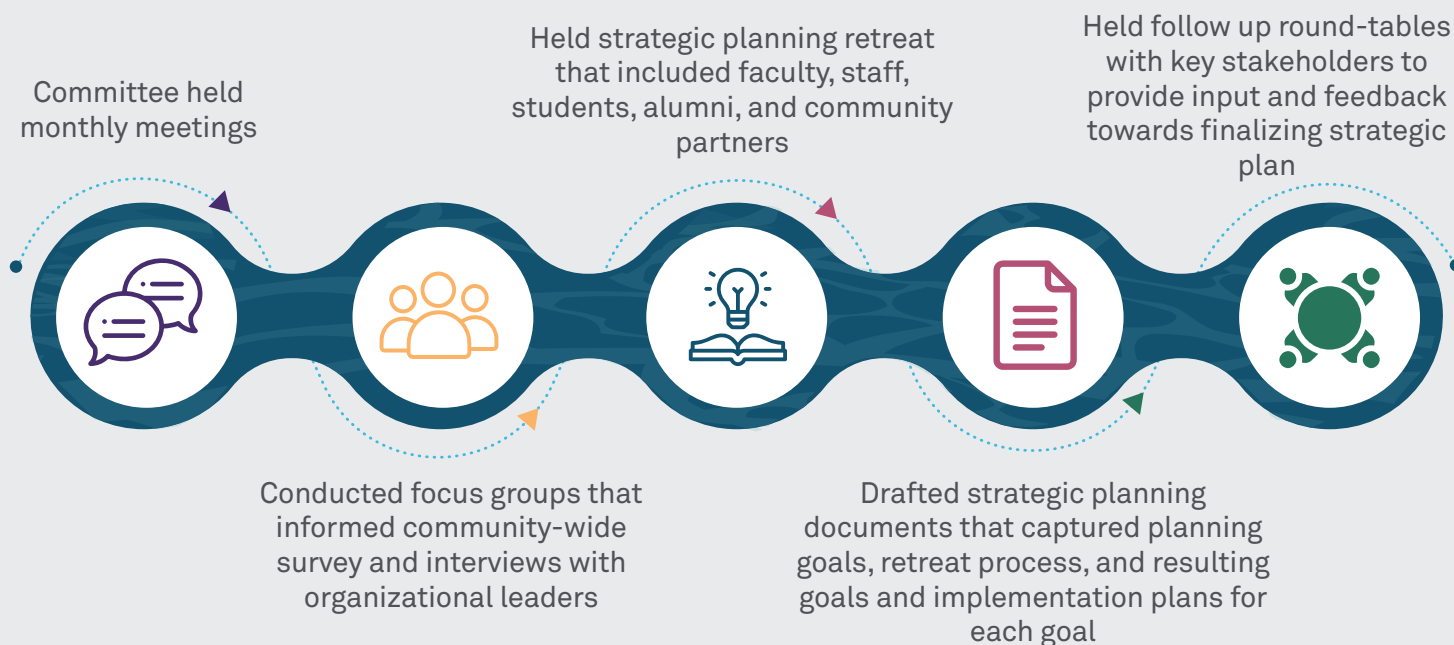 Committee held
monthly meetings
Conducted focus groups that
informed community-wide
survey and interviews with
organizational leaders
Held strategic planning retreat
that included faculty, staff,
students, alumni, and community
partners
Drafted strategic planning
documents that captured planning
goals, retreat process, and resulting
goals and implementation plans for
each goal
Held follow up round-tables
with key stakeholders to
provide input and feedback
towards finalizing strategic
plan